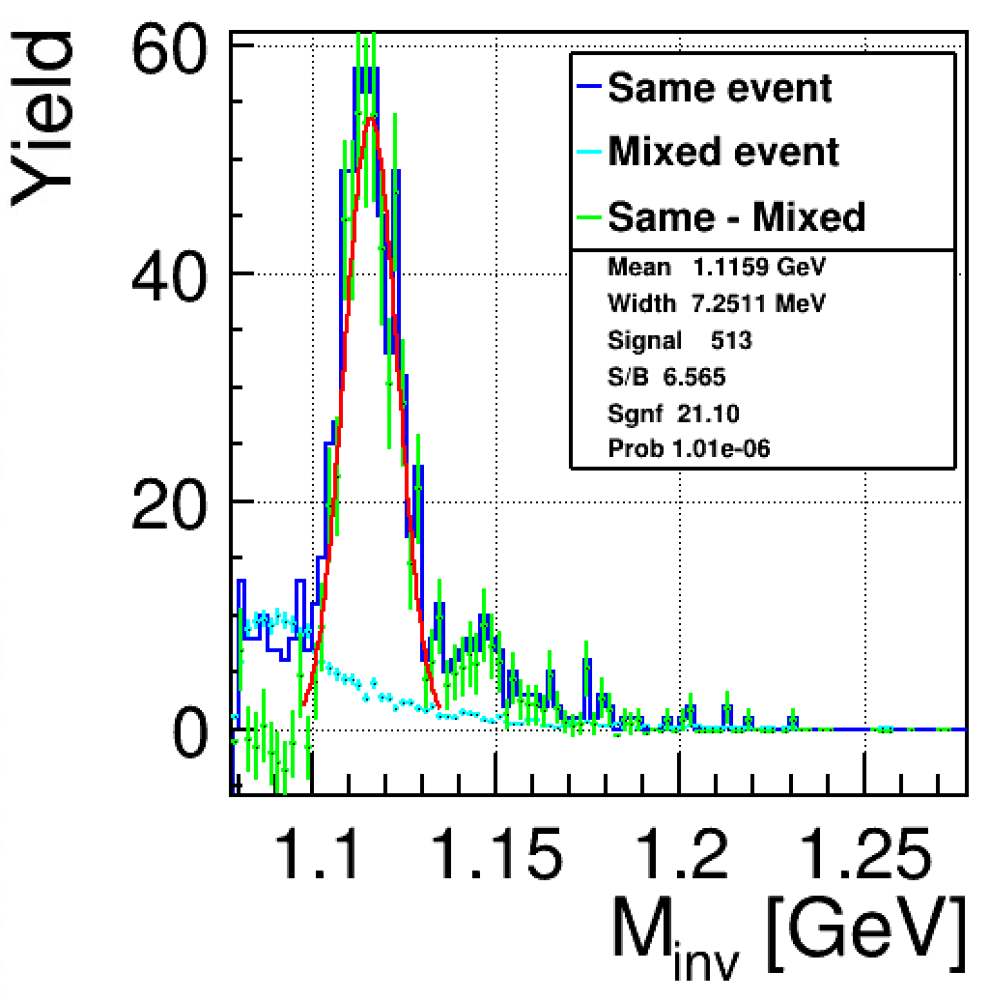 Yield
60
40
20
0
Same event
Mixed event
Same - Mixed
Mean 1.1159 GeV
Width 7.2511 MeV
Signal 513
S/B 6.565
Sgnf 21.10
Prob 1.01e-06
1.1 1.15 1.2 1.25
Minv [GeV]